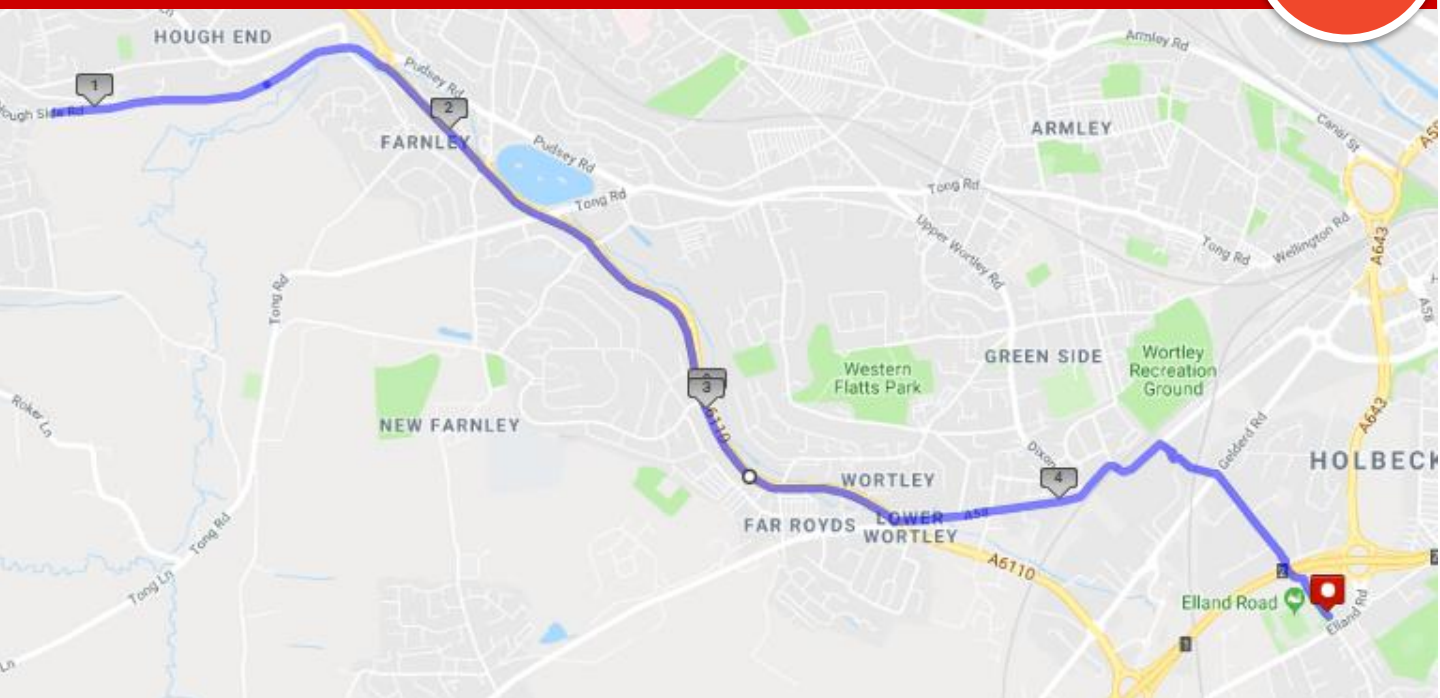 HOUGH END
Armley Rd
Pudsey Rd
1
ough Side Rd
2
Canal St
A58
ARMLEY
FARNLEY
Pudsey Rd
Tong Rd
Tong Rd
Upper Wortley Rd
Tong Rd
Wellington Rd
A643
Tong Rd
A58
GREEN SIDE
Wortley
Recreation
Ground
Western
Flatts Park
3
6110
Roker Ln
NEW FARNLEY
A643
Gelderd Rd
Dixon
HOLBECK
4
WORTLEY
A58
FAR ROYDS
LOWER
WORTLEY
Tong Rd
A6110
Tong Ln
2
Elland Road
Elland Rd
1
Ln